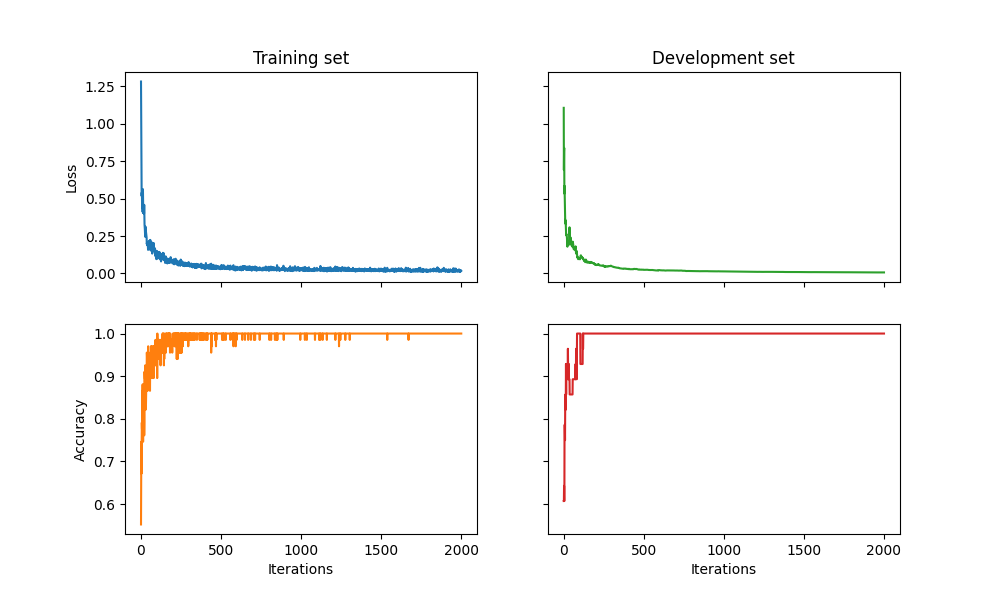 Training set
Development set
1.25
1.00
0.75
0.50
0.25
0.00
Loss
1.0
0.9
0.8
0.7
0.6
Accuracy
0 500 1000 1500 2000
0 500 1000 1500 2000
Iterations
Iterations